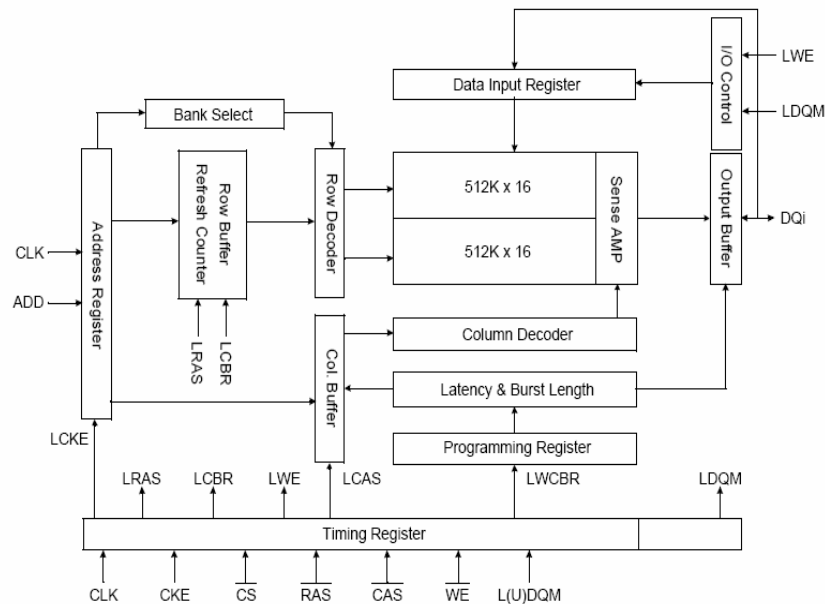 LWE
I/O Control
Data Input Register
LDQM
Bank Select
Row Buffer
Refresh Counter
Row Decoder
512K x 16
Sense AMP
Output Buffer
DQi
512K x 16
Address Register
CLK
ADD
LRAS
LCBR
Col. Buffer
Column Decoder
Latency & Burst Length
Programming Register
LCKE
LRAS
LCBR
LWE
LCAS
LWCBR
LDQM
Timing Register
CLK
CKE
CS
RAS
CAS
WE
L(U)DQM